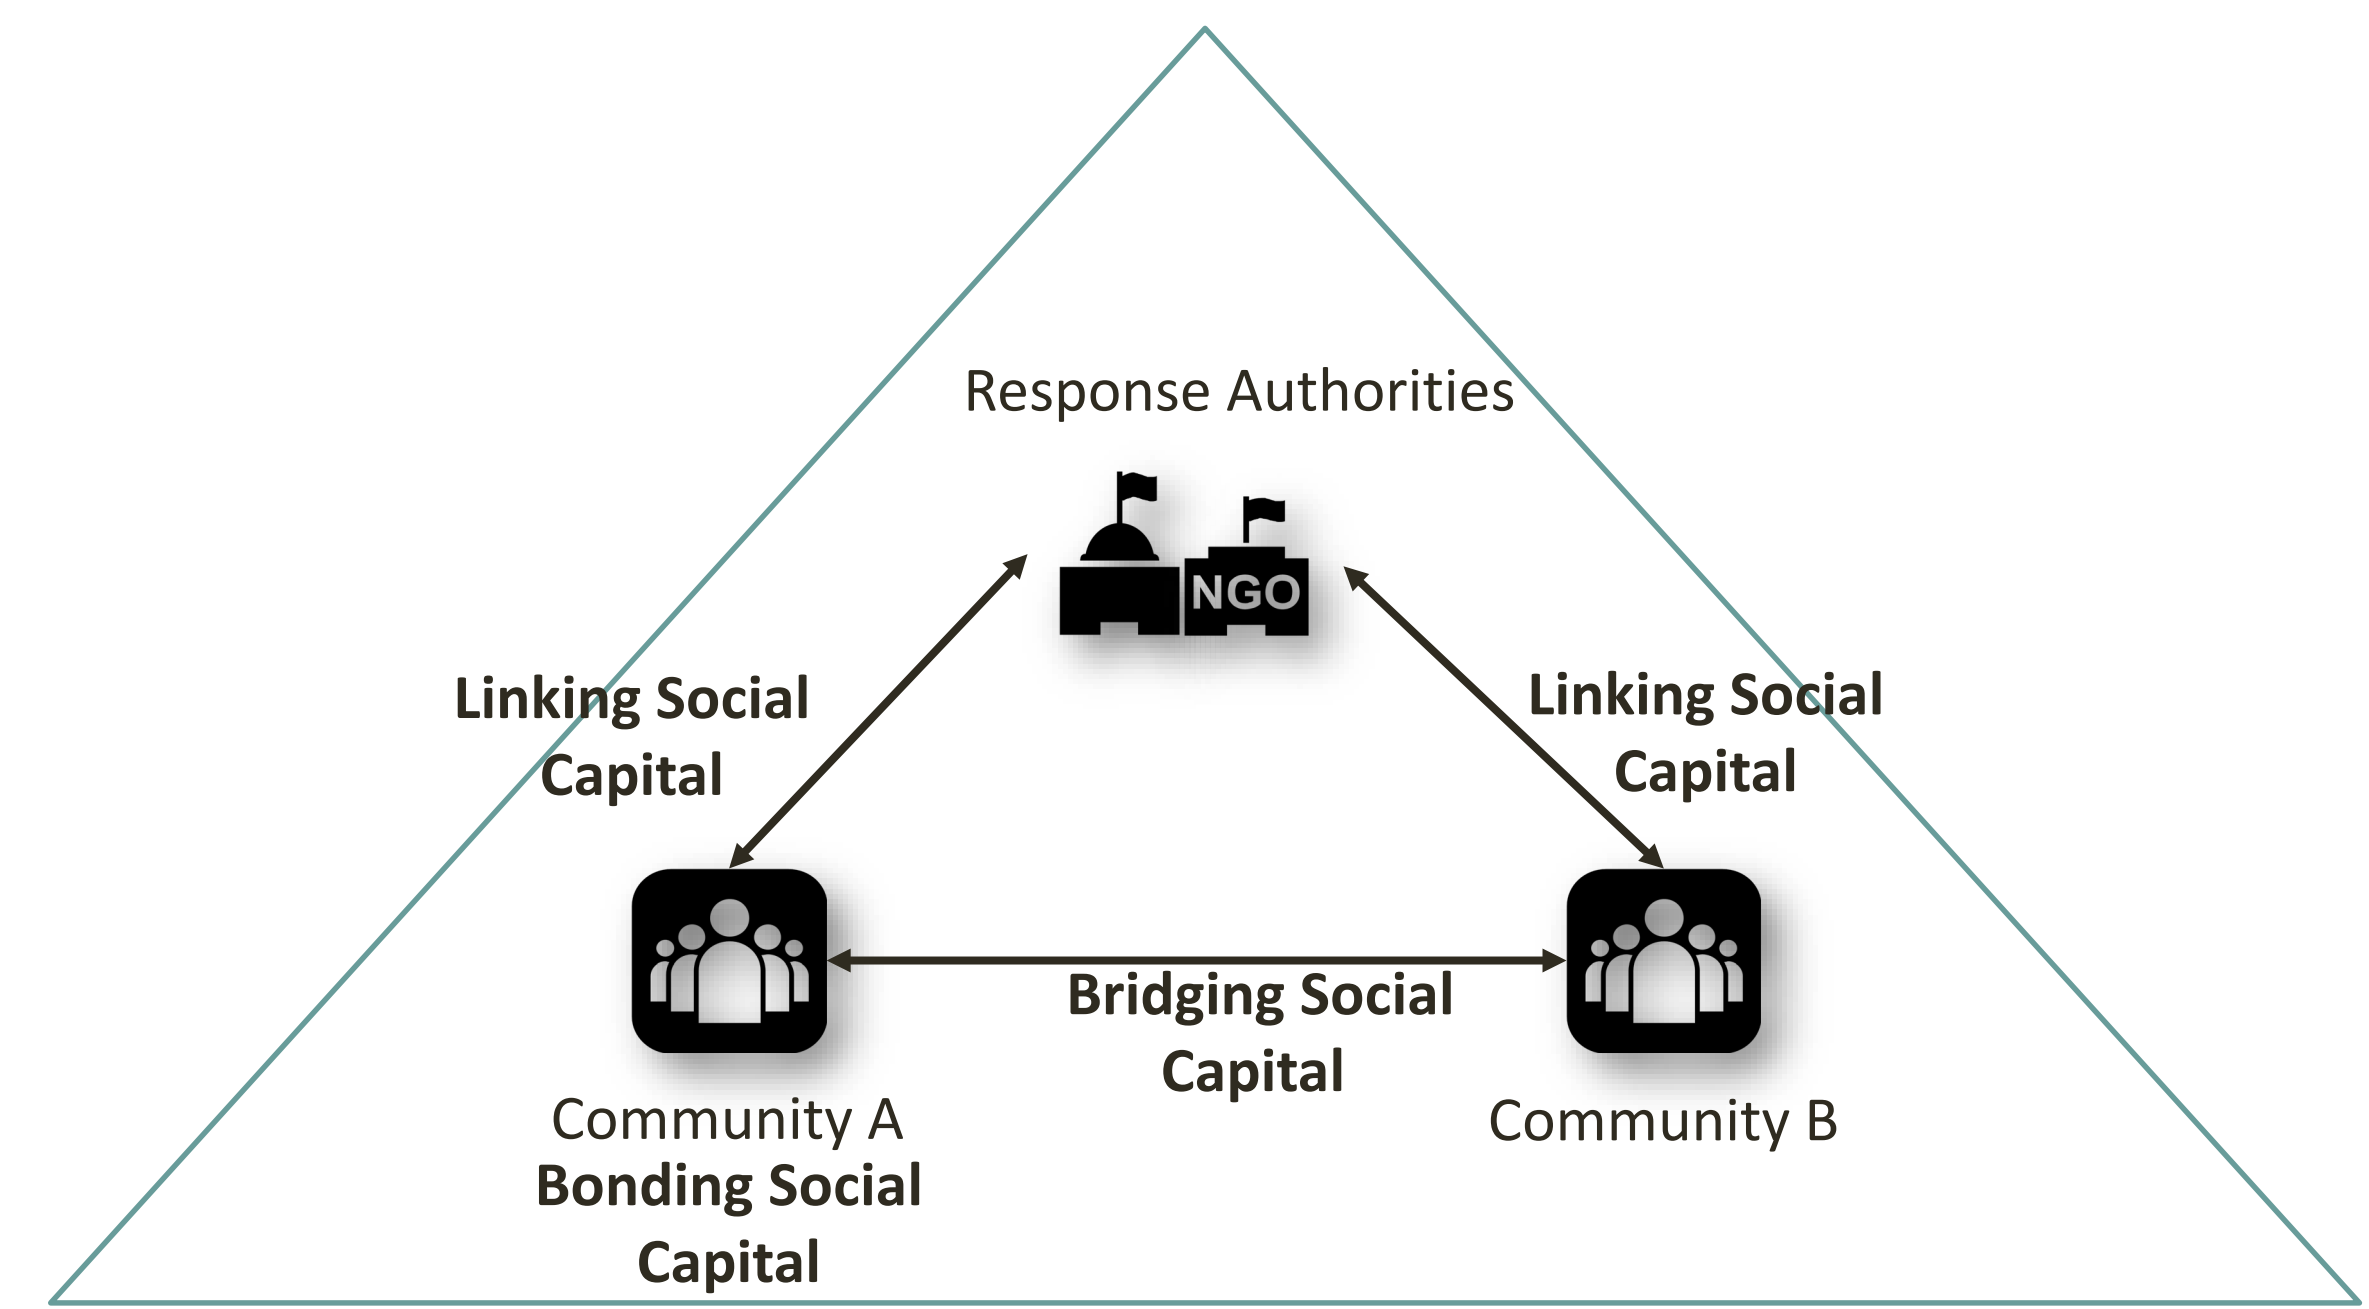 Response Authorities
NGO
Linking Social
Capital
Linking Social
Capital
Bridging Social
Capital
Community A
Bonding Social
Capital
Community B